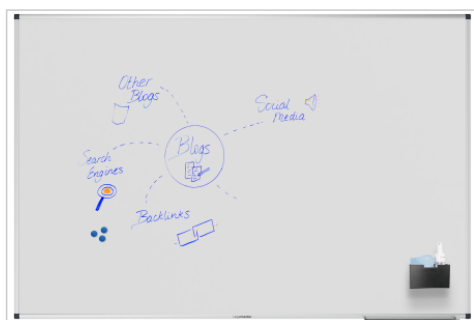 Other
Blogs
Social
Media
Blogs
Search
Engines
Backlinks